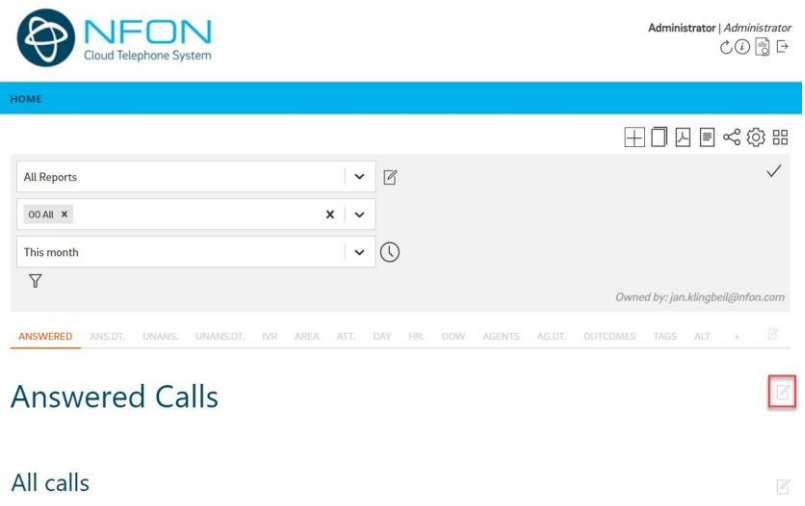 NFON
Cloud Telephone System
Administrator | Administrator
HOME
All Reports
00 All ×
This month
Owned by: jan.klingbeil@nfon.com
ANSWERED ANS.DT. UNANS. UNANS.DT. IVR AREA ATT. DAY HR. DOW AGENTS AG.DT. OUTCOMES TAGS ALT +
Answered Calls
All calls